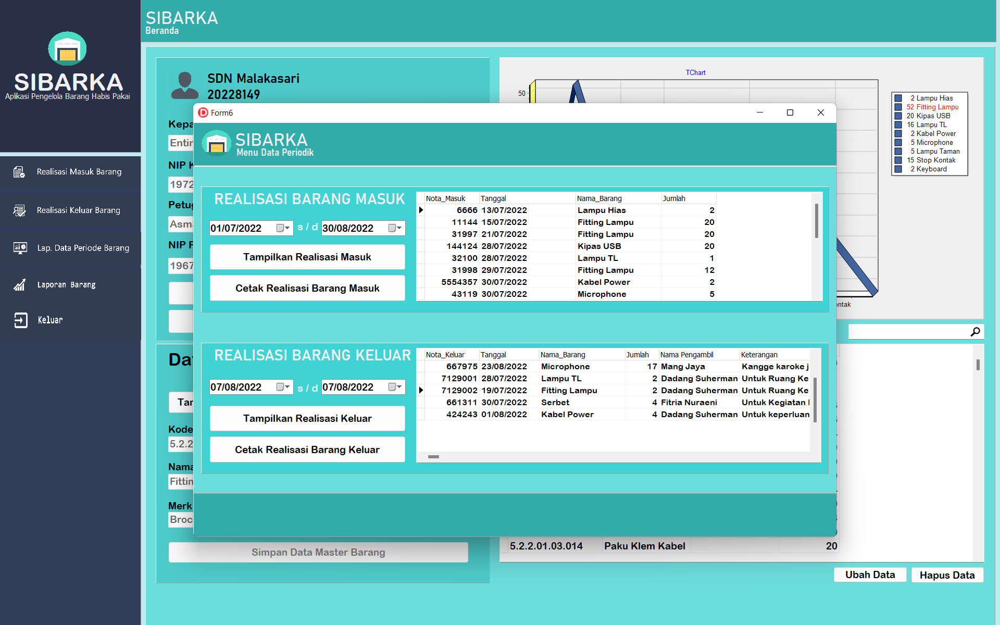 SIBARKA
Aplikasi Pengelola Barang Habis Pakai
Realisasi Masuk Barang
Realisasi Keluar Barang
Lap. Data Periode Barang
Laporan Barang
Keluar
SIBARKA
Beranda
SDN Malakasari
20228149
NIP
1972
1967
Kode
5.2.2
Merk
Simpan Data Master Barang
TChart
50
2 Lampu Hias
52 Fitting Lampu
20 Kipas USB
16 Lampu TL
2 Kabel Power
5 Microphone
5 Lampu Taman
15 Stop Kontak
2 Keyboard
5.2.2.01.03.014 Paku Klem Kabel 20
Ubah Data
Hapus Data
Form6
SIBARKA
Menu Data Periodik
REALISASI BARANG MASUK
01/07/2022 s / d 30/08/2022
Tampilkan Realisasi Masuk
Cetak Realisasi Barang Masuk
Nota_Masuk Tanggal Nama_Barang Jumlah
6666 13/07/2022 Lampu Hias 2
11144 15/07/2022 Fitting Lampu 20
31997 21/07/2022 Fitting Lampu 20
144124 28/07/2022 Kipas USB 20
32100 28/07/2022 Lampu TL 1
31998 29/07/2022 Fitting Lampu 12
5554357 30/07/2022 Kabel Power 2
43119 30/07/2022 Microphone 5
REALISASI BARANG KELUAR
07/08/2022 s / d 07/08/2022
Tampilkan Realisasi Keluar
Cetak Realisasi Barang Keluar
Nota_Keluar Tanggal Nama_Barang Jumlah Nama Pengambil Keterangan
667975 23/08/2022 Microphone 17 Mang Jaya Kangge karoke j
7129001 28/07/2022 Lampu TL 2 Dadang Suherman Untuk Ruang Ke
7129002 19/07/2022 Fitting Lampu 2 Dadang Suherman Untuk Ruang Ke
661311 30/07/2022 Serbet 4 Fitria Nuraeni Untuk Kegiatan
424243 01/08/2022 Kabel Power 4 Dadang Suherman Untuk keperluan